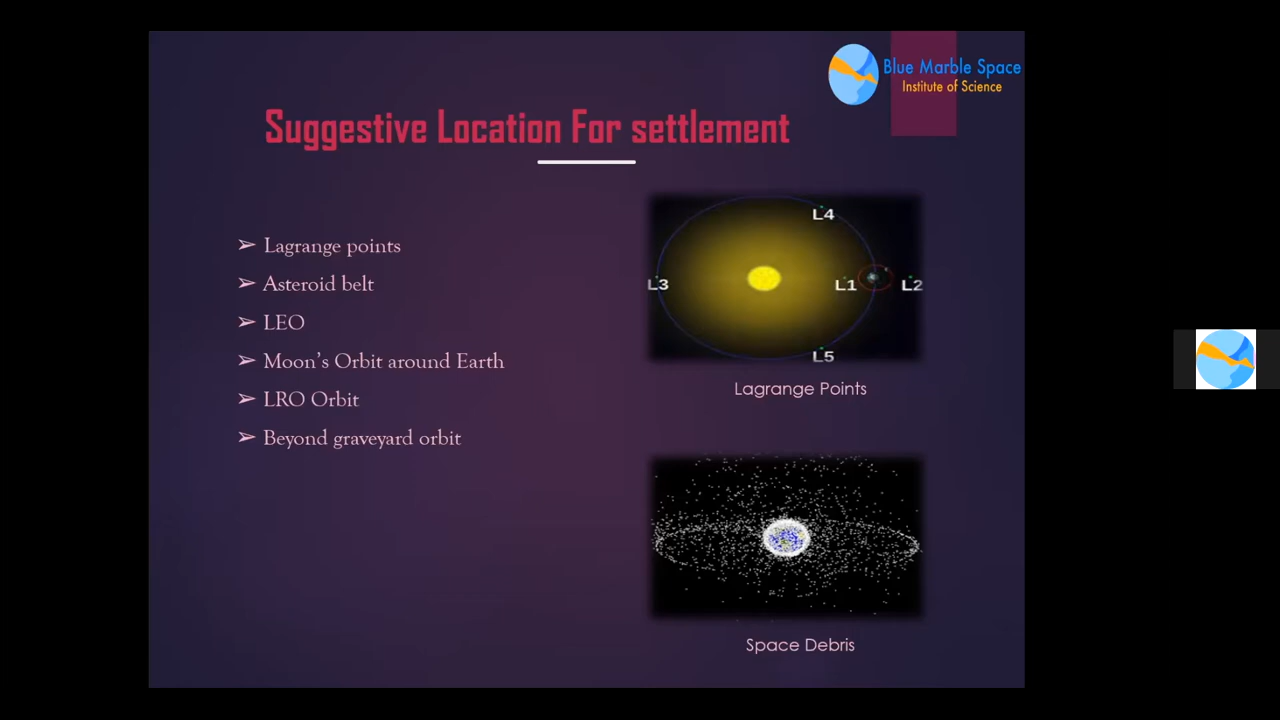 Blue Marble Space
Institute of Science
Suggestive Location For settlement
➢ Lagrange points
➢ Asteroid belt
➢ LEO
➢ Moon’s Orbit around Earth
➢ LRO Orbit
➢ Beyond graveyard orbit
L4
L3
L1
L2
L5
Lagrange Points
Space Debris